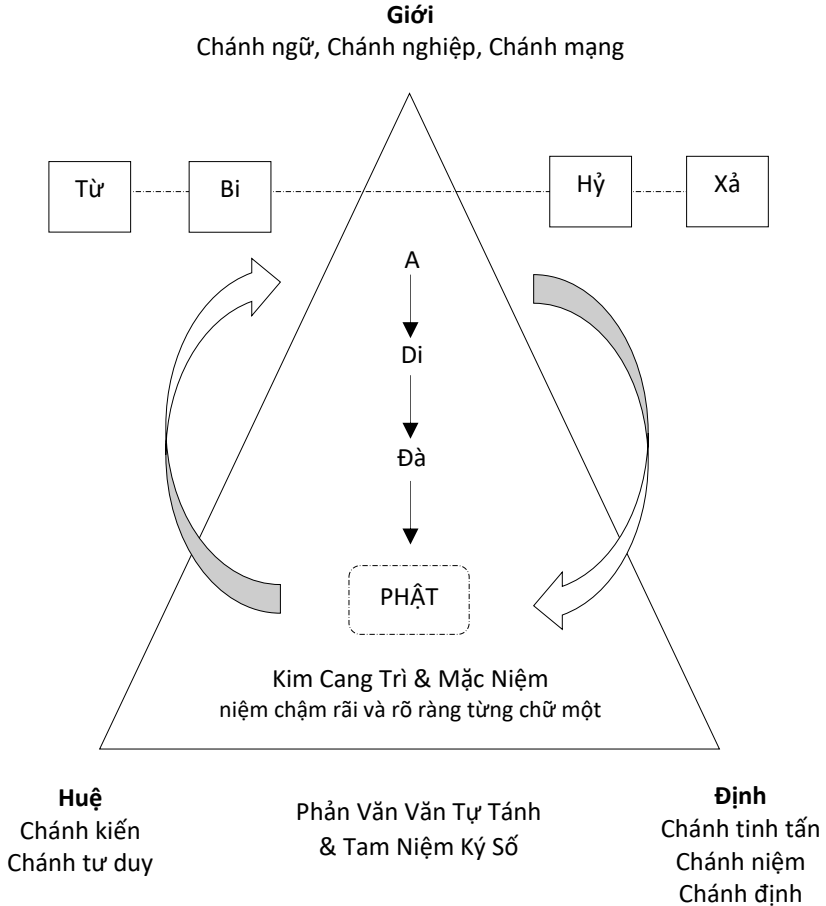 Giới
Chánh ngữ, Chánh nghiệp, Chánh mạng
Từ
Bi
Hỷ
Xả
A
Di
Đà
PHẬT
Kim Cang Trì & Mặc Niệm
niệm chậm rãi và rõ ràng từng chữ một
Huệ
Chánh kiến
Chánh tư duy
Phản Văn Văn Tự Tánh
& Tam Niệm Ký Số
Định
Chánh tinh tấn
Chánh niệm
Chánh định